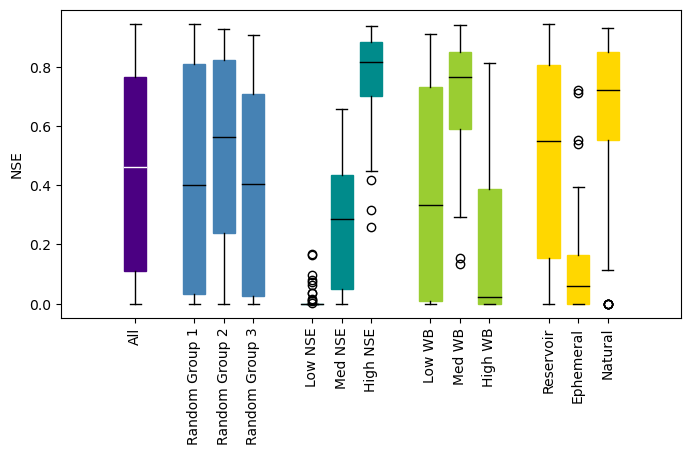 NSE
0.8
0.6
0.4
0.2
0.0
All
Random Group 1
Random Group 2
Random Group 3
Low NSE
Med NSE
High NSE
Low WB
Med WB
High WB
Reservoir
Ephemeral
Natural